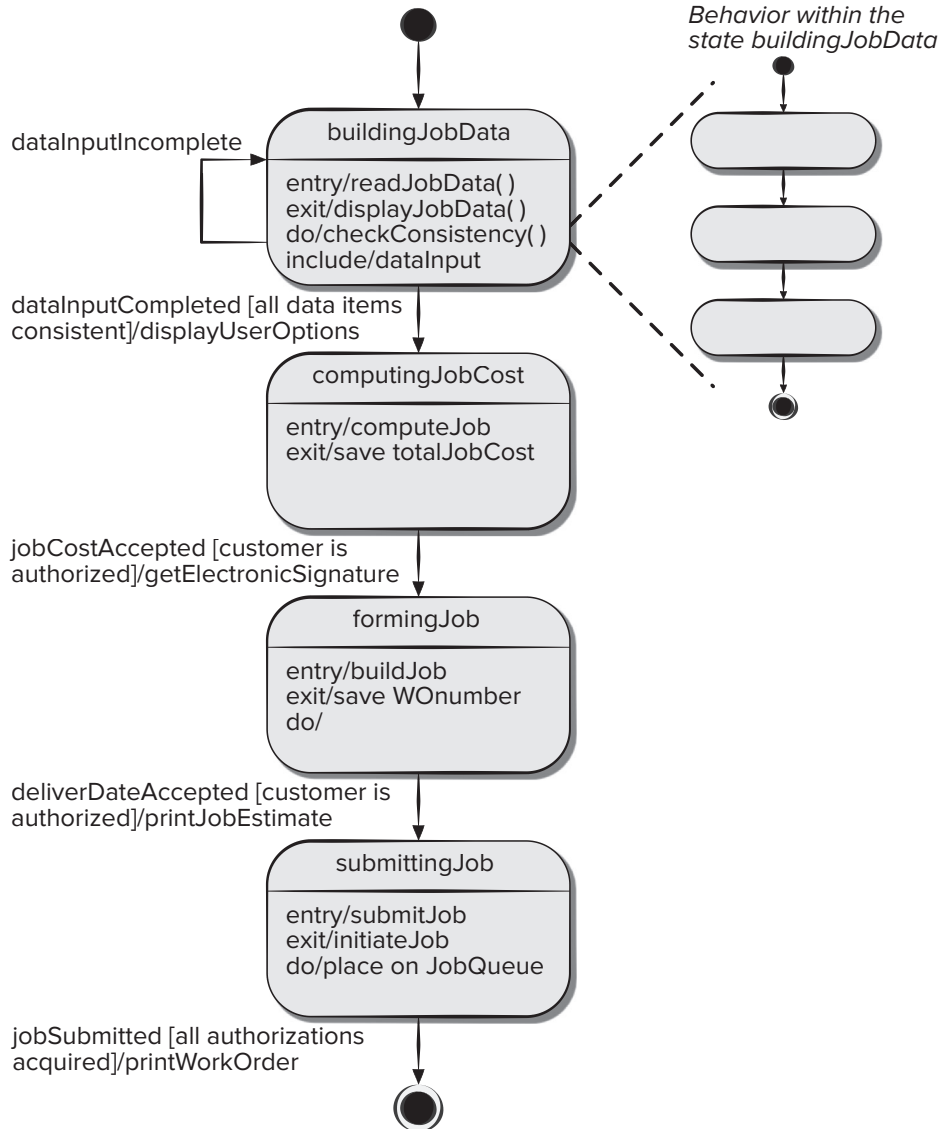 Behavior within the
state buildingJobData
dataInputIncomplete
buildingJobData
entry/readJobData( )
exit/displayJobData( )
do/checkConsistency( )
include/dataInput
dataInputCompleted [all data items
consistent]/displayUserOptions
computingJobCost
entry/computeJob
exit/save totalJobCost
jobCostAccepted [customer is
authorized]/getElectronicSignature
formingJob
entry/buildJob
exit/save WOnumber
do/
deliverDateAccepted [customer is
authorized]/printJobEstimate
submittingJob
entry/submitJob
exit/initiateJob
do/place on JobQueue
jobSubmitted [all authorizations
acquired]/printWorkOrder